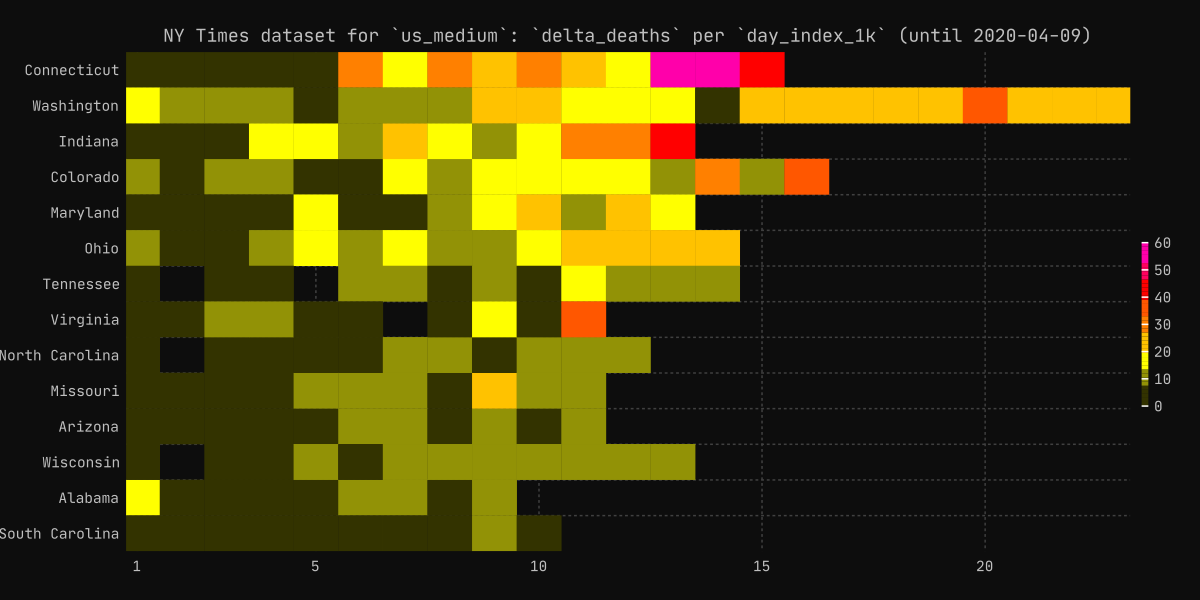 NY Times dataset for `us_medium`: `delta_deaths` per `day_index_1k` (until 2020-04-09)
Connecticut
Washington
Indiana
Colorado
Maryland
Ohio
Tennessee
Virginia
North Carolina
Missouri
Arizona
Wisconsin
Alabama
South Carolina
1 5 10 15 20
60
50
40
30
20
10
0